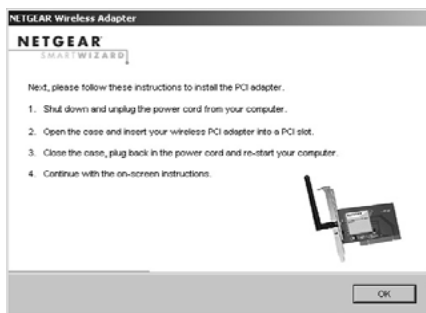 NETGEAR Wireless Adapter
NETGEAR
SMARTWIZARD
Next, please follow these instructions to install the PCI adapter.
1. Shut down and unplug the power cord from your computer.
2. Open the case and insert your wireless PCI adapter into a PCI slot.
3. Close the case, plug back in the power cord and re-start your computer.
4. Continue with the on-screen instructions.
OK